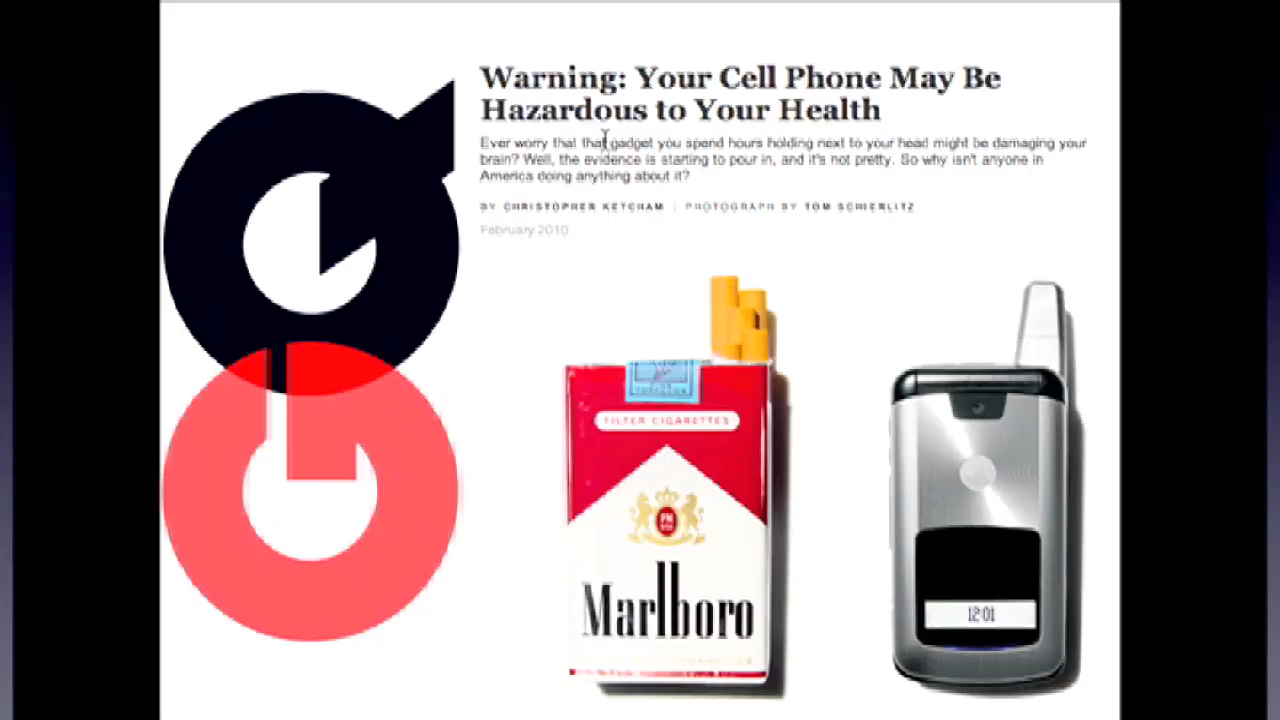 Warning: Your Cell Phone May Be
Hazardous to Your Health
Ever worry that that gadget you spend hours holding next to your head might be damaging your
brain? Well, the evidence is starting to pour in, and it's not pretty. So why isn't anyone in
America doing anything about it?
BY CHRISTOPHER KETCHAM | PHOTOGRAPH BY TOM SCHIERLITZ
February 2010
GQ
FILTER CIGARETTES
PM
Marlboro
12:01